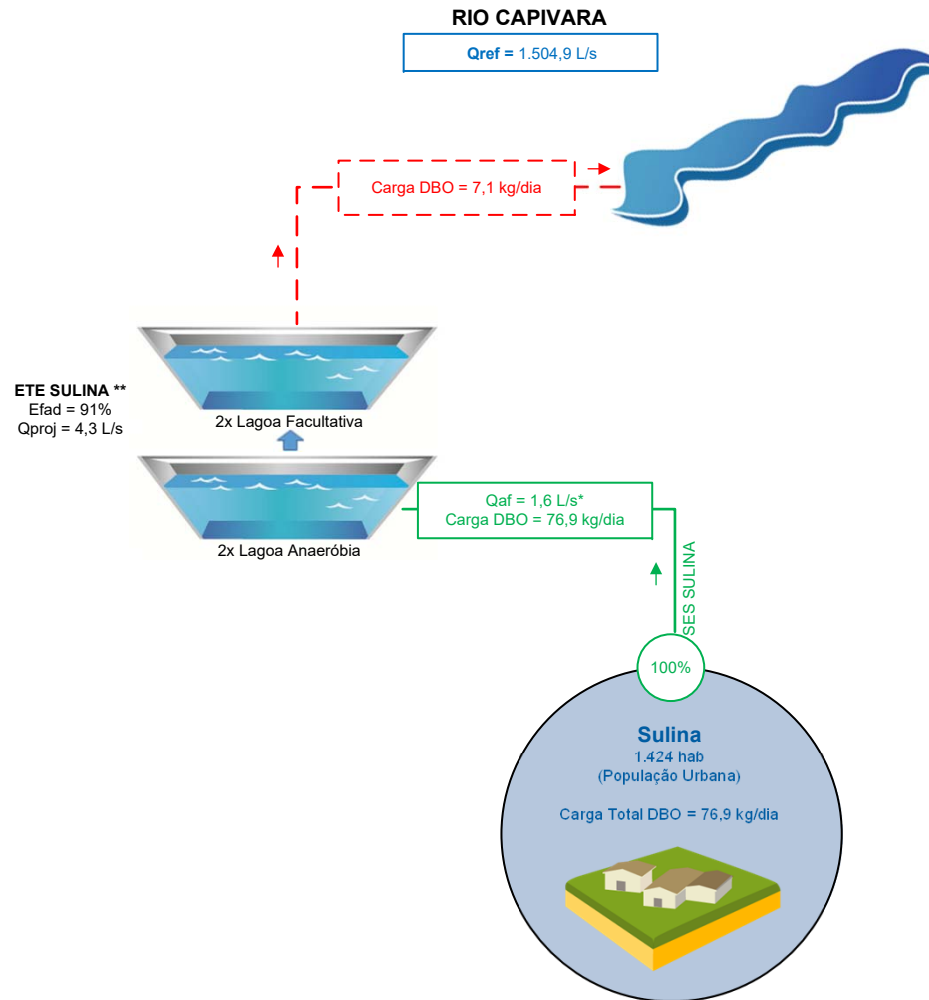 RIO CAPIVARA
Qref = 1.504,9 L/s
Carga DBO = 7,1 kg/dia
ETE SULINA **
Efad = 91%
Qproj = 4,3 L/s
2x Lagoa Facultativa
2x Lagoa Anaeróbia
Qaf = 1,6 L/s*
Carga DBO = 76,9 kg/dia
SES SULINA
100%
Sulina
1.424 hab
(População Urbana)
Carga Total DBO = 76,9 kg/dia